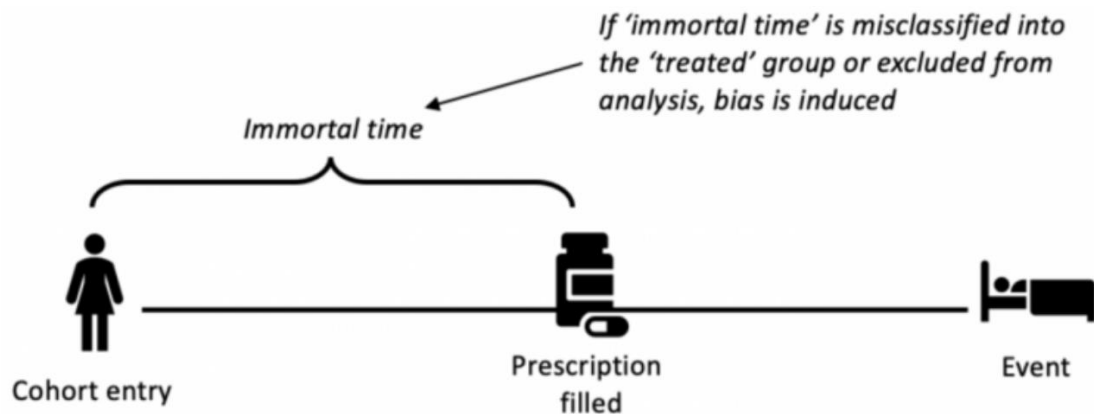 If ‘immortal time’ is misclassified into
the ‘treated’ group or excluded from
analysis, bias is induced
Immortal time
Cohort entry
Prescription
filled
Event